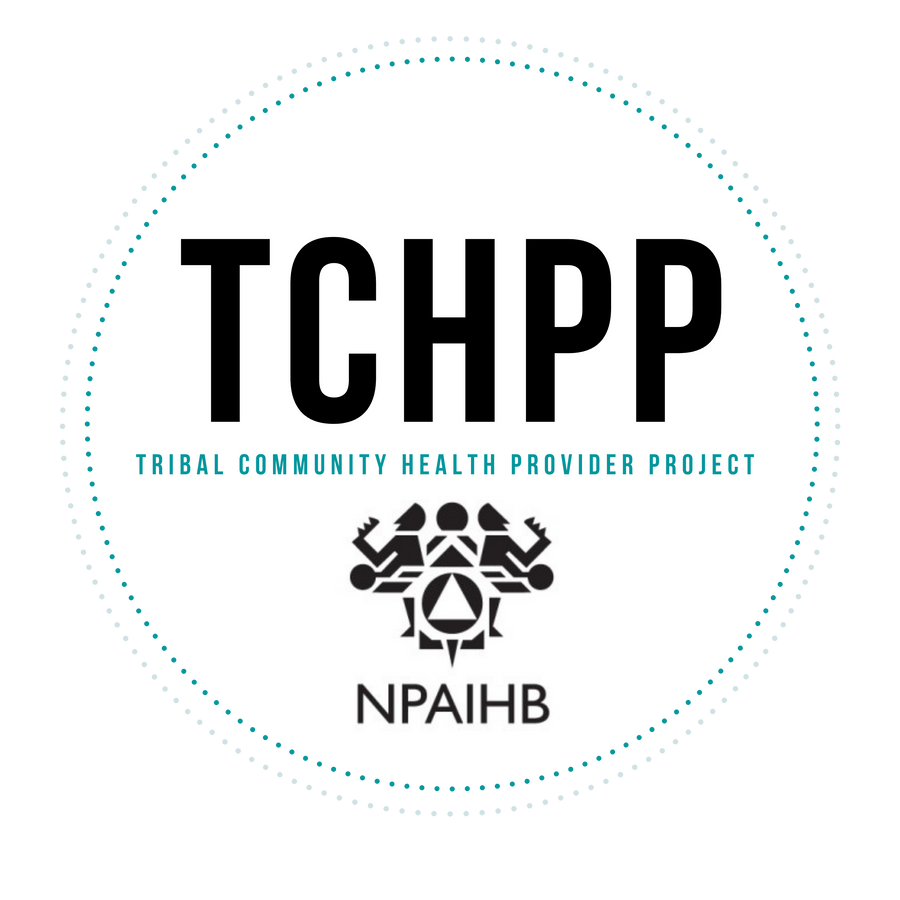 TCHPP
TRIBAL COMMUNITY HEALTH PROVIDER PROJECT
NPAIHB